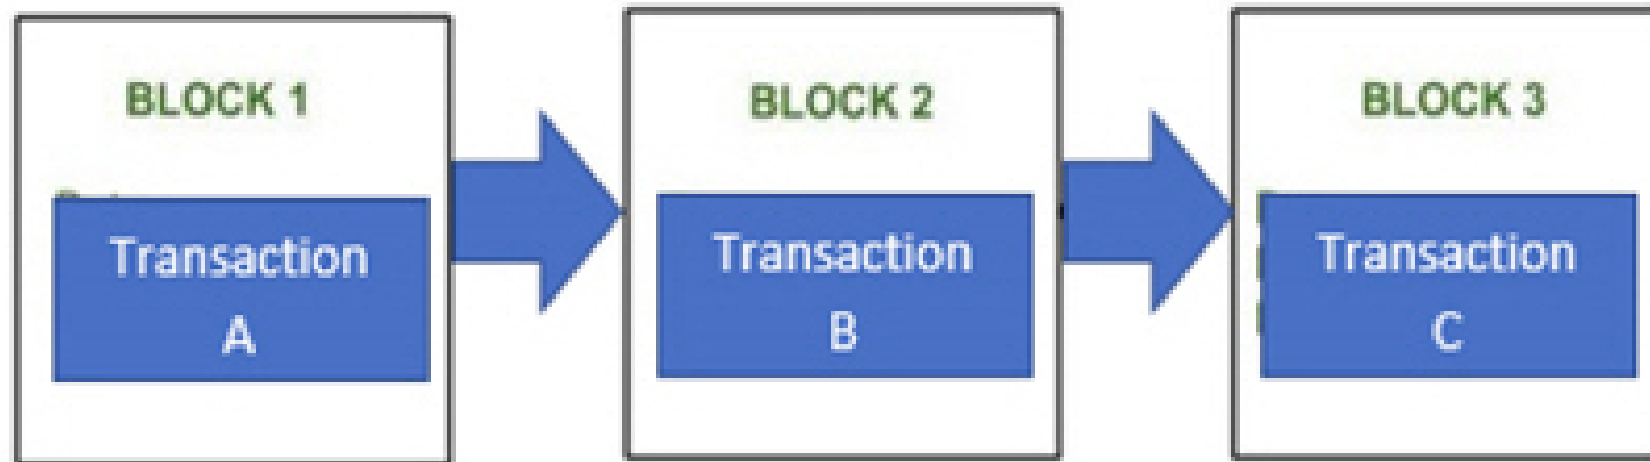 BLOCK 1
Transaction
A
BLOCK 2
Transaction
B
BLOCK 3
Transaction
C